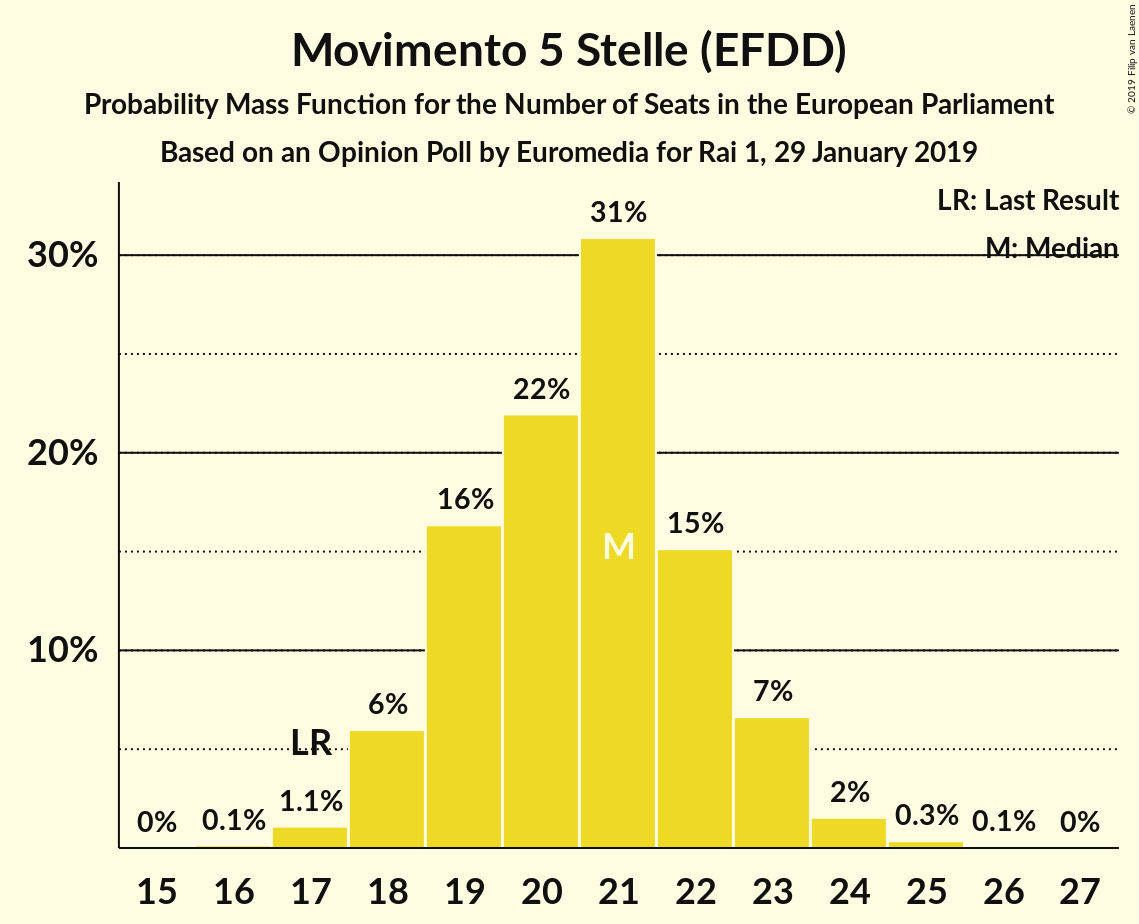 Movimento 5 Stelle (EFDD)
Probability Mass Function for the Number of Seats in the European Parliament
Based on an Opinion Poll by Euromedia for Rai 1, 29 January 2019
© 2019 Filip van Laenen
LR: Last Result
M: Median
30%
20%
10%
0%
0.1%
1.1%
LR
6%
16%
22%
31%
M
15%
7%
2%
0.3%
0.1%
0%
15 16 17 18 19 20 21 22 23 24 25 26 27